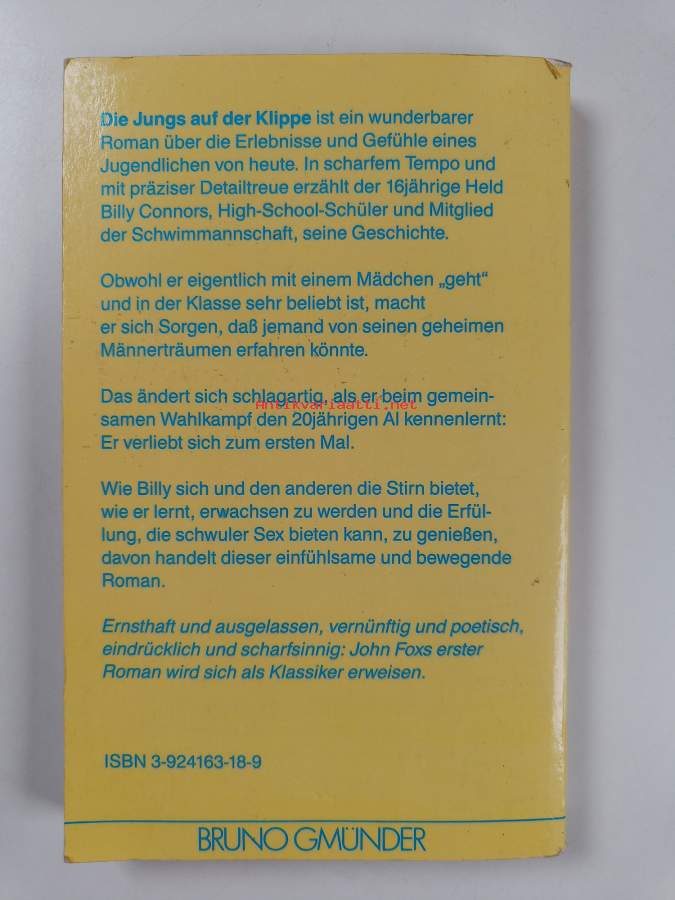 Die Jungs auf der Klippe ist ein wunderbarer
Roman über die Erlebnisse und Gefühle eines
Jugendlichen von heute. In scharfem Tempo und
mit präziser Detailtreue erzählt der 16jährige Held
Billy Connors, High-School-Schüler und Mitglied
der Schwimmannschaft, seine Geschichte.
Obwohl er eigentlich mit einem Mädchen „geht“
und in der Klasse sehr beliebt ist, macht
er sich Sorgen, daß jemand von seinen geheimen
Männerträumen erfahren könnte.
Das ändert sich schlagartig, als er beim gemein-
Antikvariaatti.net
samen Wahlkampf den 20jährigen Al kennenlernt:
Er verliebt sich zum ersten Mal.
Wie Billy sich und den anderen die Stirn bietet,
wie er lernt, erwachsen zu werden und die Erfül-
lung, die schwuler Sex bieten kann, zu genießen,
davon handelt dieser einfühlsame und bewegende
Roman.
Ernsthaft und ausgelassen, vernünftig und poetisch,
eindrücklich und scharfsinnig: John Foxs erster
Roman wird sich als Klassiker erweisen.
ISBN 3-924163-18-9
BRUNO GMÜNDER